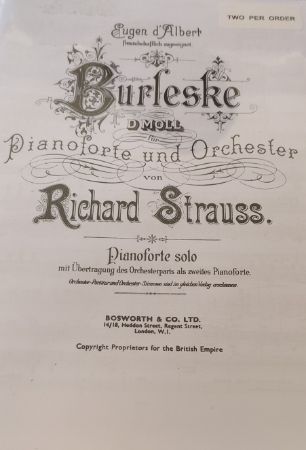 TWO PER ORDER
Eugen d'Albert
freundschaftlich zugeeignet.
Burleske
D MOLL
für
Pianoforte und Orchester
von
Richard Strauss.
Pianoforte solo
mit Übertragung des Orchesterparts als zweites Pianoforte.
Orchester-Partitur und Orchester-Stimmen sind im gleichen Verlag erschienen.
BOSWORTH & CO. LTD.
14/18, Heddon Street, Regent Street,
London, W.1.
Copyright Proprietors for the British Empire